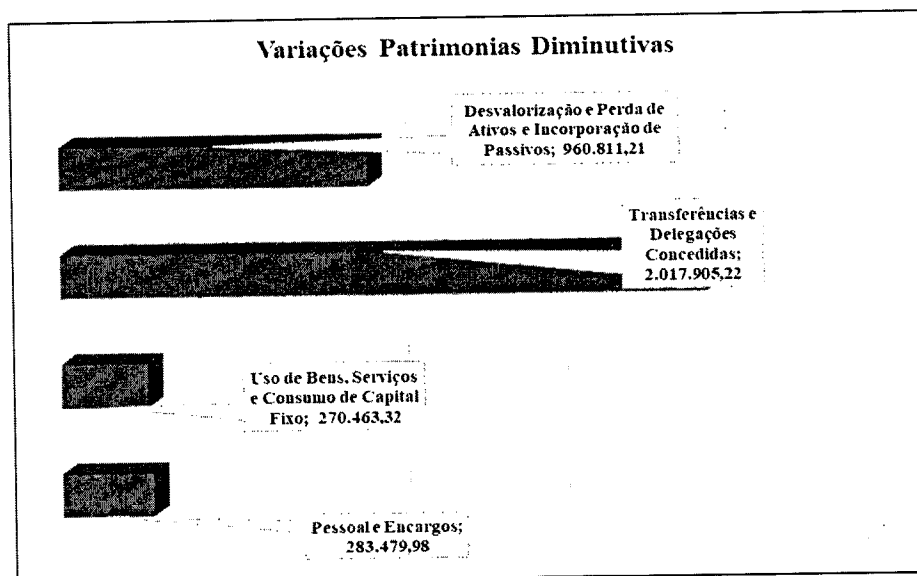 Variações Patrimonias Diminutivas
Desvalorização e Perda de
Ativos e Incorporação de
Passivos; 960.811,21
Transferências e
Delegações
Concedidas;
2.017.905,22
Uso de Bens, Serviços
e Consumo de Capital
Fixo; 270.463,32
Pessoal e Encargos;
283.479,98